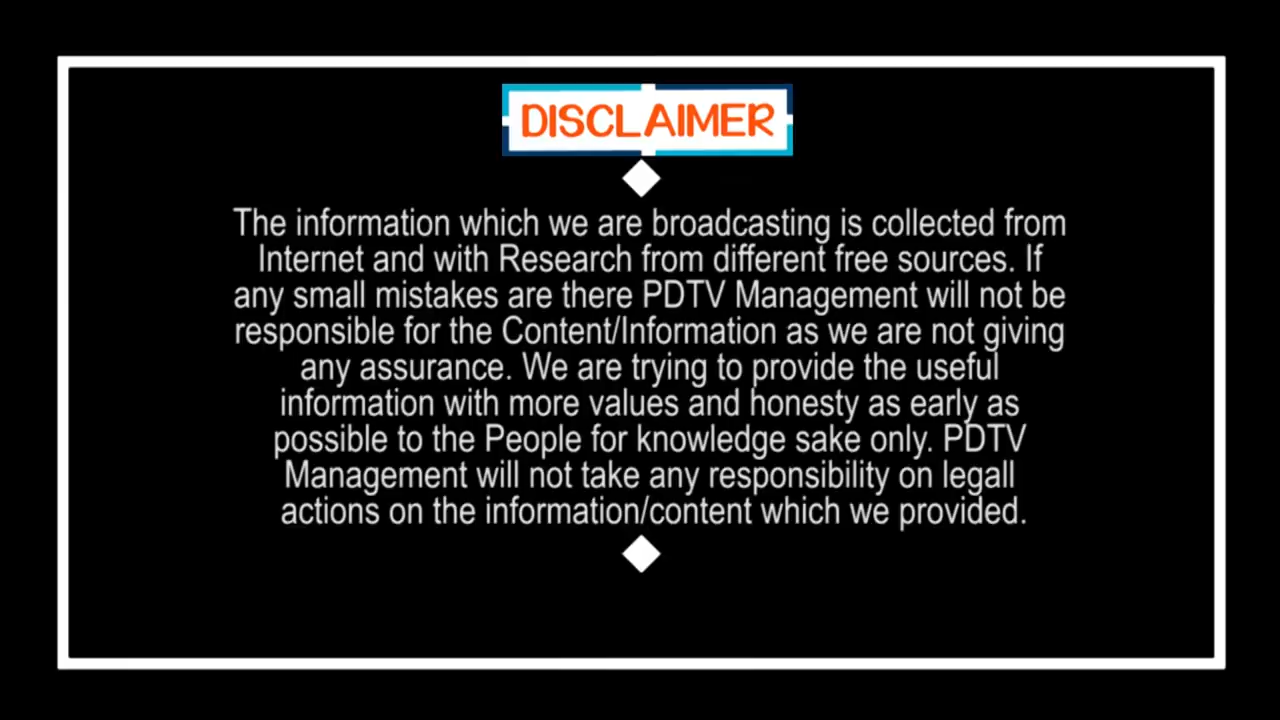 DISCLAIMER
The information which we are broadcasting is collected from
Internet and with Research from different free sources. If
any small mistakes are there PDTV Management will not be
responsible for the Content/Information as we are not giving
any assurance. We are trying to provide the useful
information with more values and honesty as early as
possible to the People for knowledge sake only. PDTV
Management will not take any responsibility on legall
actions on the information/content which we provided.